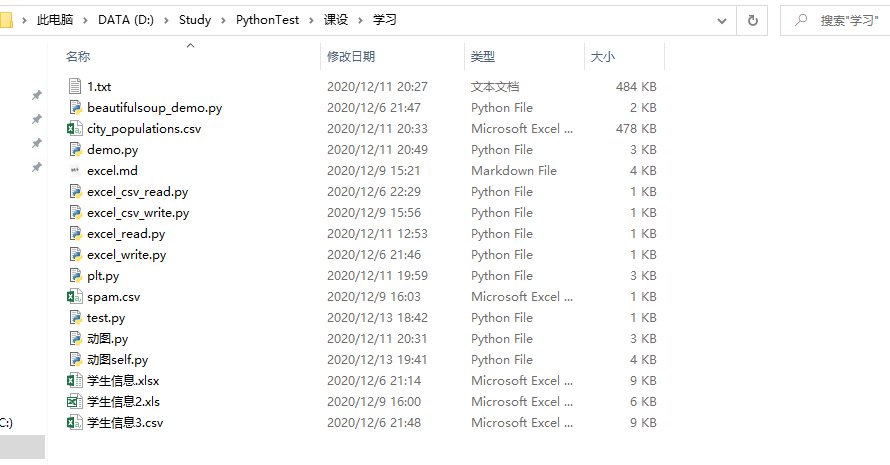 此电脑 > DATA (D:) > Study > PythonTest > 课设 > 学习 搜索"学习"
名称 修改日期 类型 大小
1.txt 2020/12/11 20:27 文本文档 484 KB
beautifulsoup_demo.py 2020/12/6 21:47 Python File 2 KB
city_populations.csv 2020/12/11 20:33 Microsoft Excel ... 478 KB
demo.py 2020/12/11 20:49 Python File 3 KB
excel.md 2020/12/9 15:21 Markdown File 4 KB
excel_csv_read.py 2020/12/6 22:29 Python File 1 KB
excel_csv_write.py 2020/12/9 15:56 Python File 1 KB
excel_read.py 2020/12/11 12:53 Python File 1 KB
excel_write.py 2020/12/6 21:46 Python File 1 KB
plt.py 2020/12/11 19:59 Python File 3 KB
spam.csv 2020/12/9 16:03 Microsoft Excel ... 1 KB
test.py 2020/12/13 18:42 Python File 1 KB
动图.py 2020/12/11 20:31 Python File 3 KB
动图self.py 2020/12/13 19:41 Python File 4 KB
学生信息.xlsx 2020/12/6 21:14 Microsoft Excel ... 9 KB
学生信息2.xls 2020/12/9 16:00 Microsoft Excel ... 6 KB
C:) 学生信息3.csv 2020/12/6 21:48 Microsoft Excel ... 9 KB